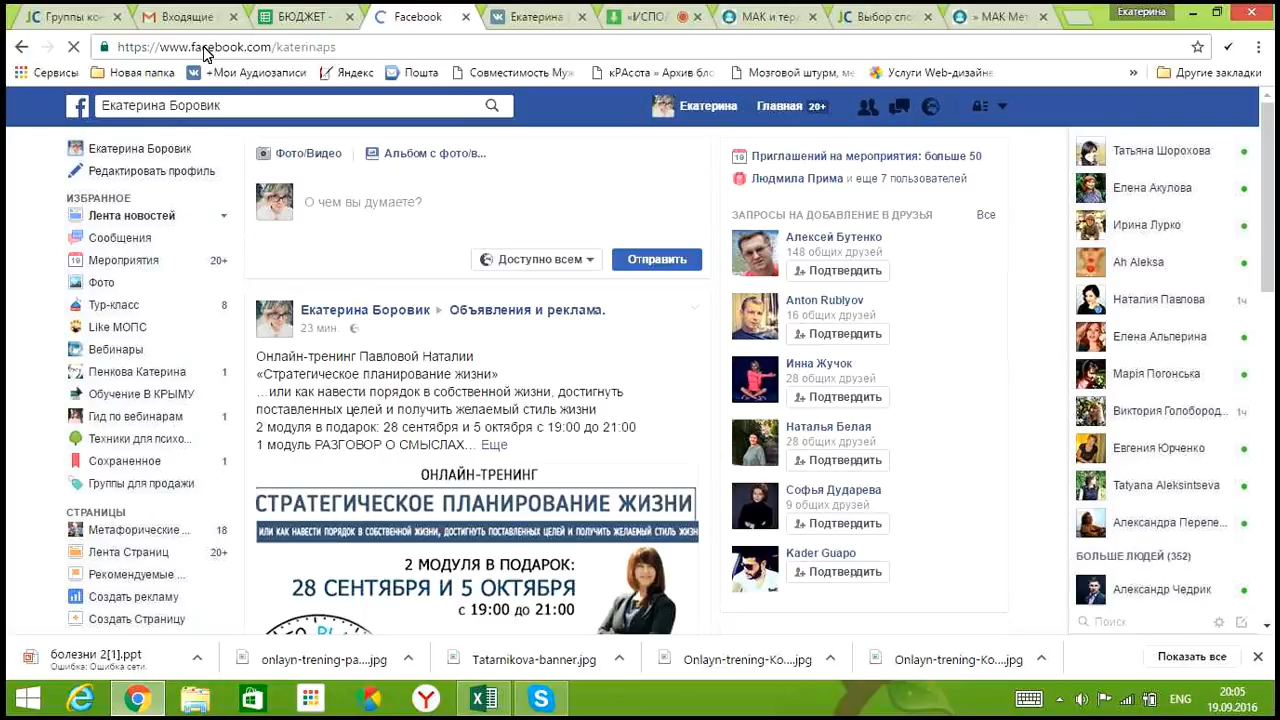 Группы ко
Входящие
БЮДЖЕТ -
Facebook
Екатерина
«ИСПО
МАК и тера
Выбор спо
» МАК Мет
Екатерина
https://www.facebook.com/katerinaps
Сервисы
Новая папка
+Мои Аудиозаписи
Яндекс
Почта
Совместимость Му
кРАсота » Архив бло
Мозговой штурм, ме
Услуги Web-дизайне
»
Другие закладки
Екатерина Боровик
Екатерина
Главная 20+
Екатерина Боровик
Редактировать профиль
ИЗБРАННОЕ
Лента новостей
Сообщения
Мероприятия 20+
Фото
Тур-класс 8
Like МОПС
Вебинары
Пенкова Катерина 1
Обучение В КРЫМУ
Гид по вебинарам 1
Техники для психо...
Сохраненное 1
Группы для продажи
СТРАНИЦЫ
Метафорические ... 18
Лента Страниц 20+
Рекомендуемые ...
Создать рекламу
Создать Страницу
Фото/Видео
Альбом с фото/в...
О чем вы думаете?
Доступно всем
Отправить
Екатерина Боровик ▸ Объявления и реклама.
23 мин.
Онлайн-тренинг Павловой Наталии
«Стратегическое планирование жизни»
…или как навести порядок в собственной жизни, достигнуть
поставленных целей и получить желаемый стиль жизни
2 модуля в подарок: 28 сентября и 5 октября с 19:00 до 21:00
1 модуль РАЗГОВОР О СМЫСЛАХ... Еще
ОНЛАЙН-ТРЕНИНГ
СТРАТЕГИЧЕСКОЕ ПЛАНИРОВАНИЕ ЖИЗНИ
ИЛИ КАК НАВЕСТИ ПОРЯДОК В СОБСТВЕННОЙ ЖИЗНИ, ДОСТИГНУТЬ ПОСТАВЛЕННЫХ ЦЕЛЕЙ И ПОЛУЧИТЬ ЖЕЛАЕМЫЙ СТИЛЬ ЖИЗН
2 МОДУЛЯ В ПОДАРОК:
28 СЕНТЯБРЯ И 5 ОКТЯБРЯ
с 19:00 до 21:00
Приглашений на мероприятия: больше 50
Людмила Прима и еще 7 пользователей
ЗАПРОСЫ НА ДОБАВЛЕНИЕ В ДРУЗЬЯ Все
Алексей Бутенко
148 общих друзей
Подтвердить
Anton Rublyov
16 общих друзей
Подтвердить
Инна Жучок
28 общих друзей
Подтвердить
Наталья Белая
28 общих друзей
Подтвердить
Софья Дударева
9 общих друзей
Подтвердить
Kader Guapo
Подтвердить
Татьяна Шорохова
Елена Акулова
Ирина Лурко
Ah Aleksa
Наталия Павлова 1ч
Елена Альперина
Марія Погонська
Виктория Голобород... 1ч
Евгения Юрченко
Tatyana Aleksintseva
Александра Перепе...
БОЛЬШЕ ЛЮДЕЙ (352)
Александр Чедрик
Поиск
болезни 2[1].ppt
Ошибка: Ошибка сети.
onlayn-trening-pa....jpg
Tatarnikova-banner.jpg
Onlayn-trening-Ko....jpg
Onlayn-trening-Ko....jpg
Показать все
ENG
20:05
19.09.2016